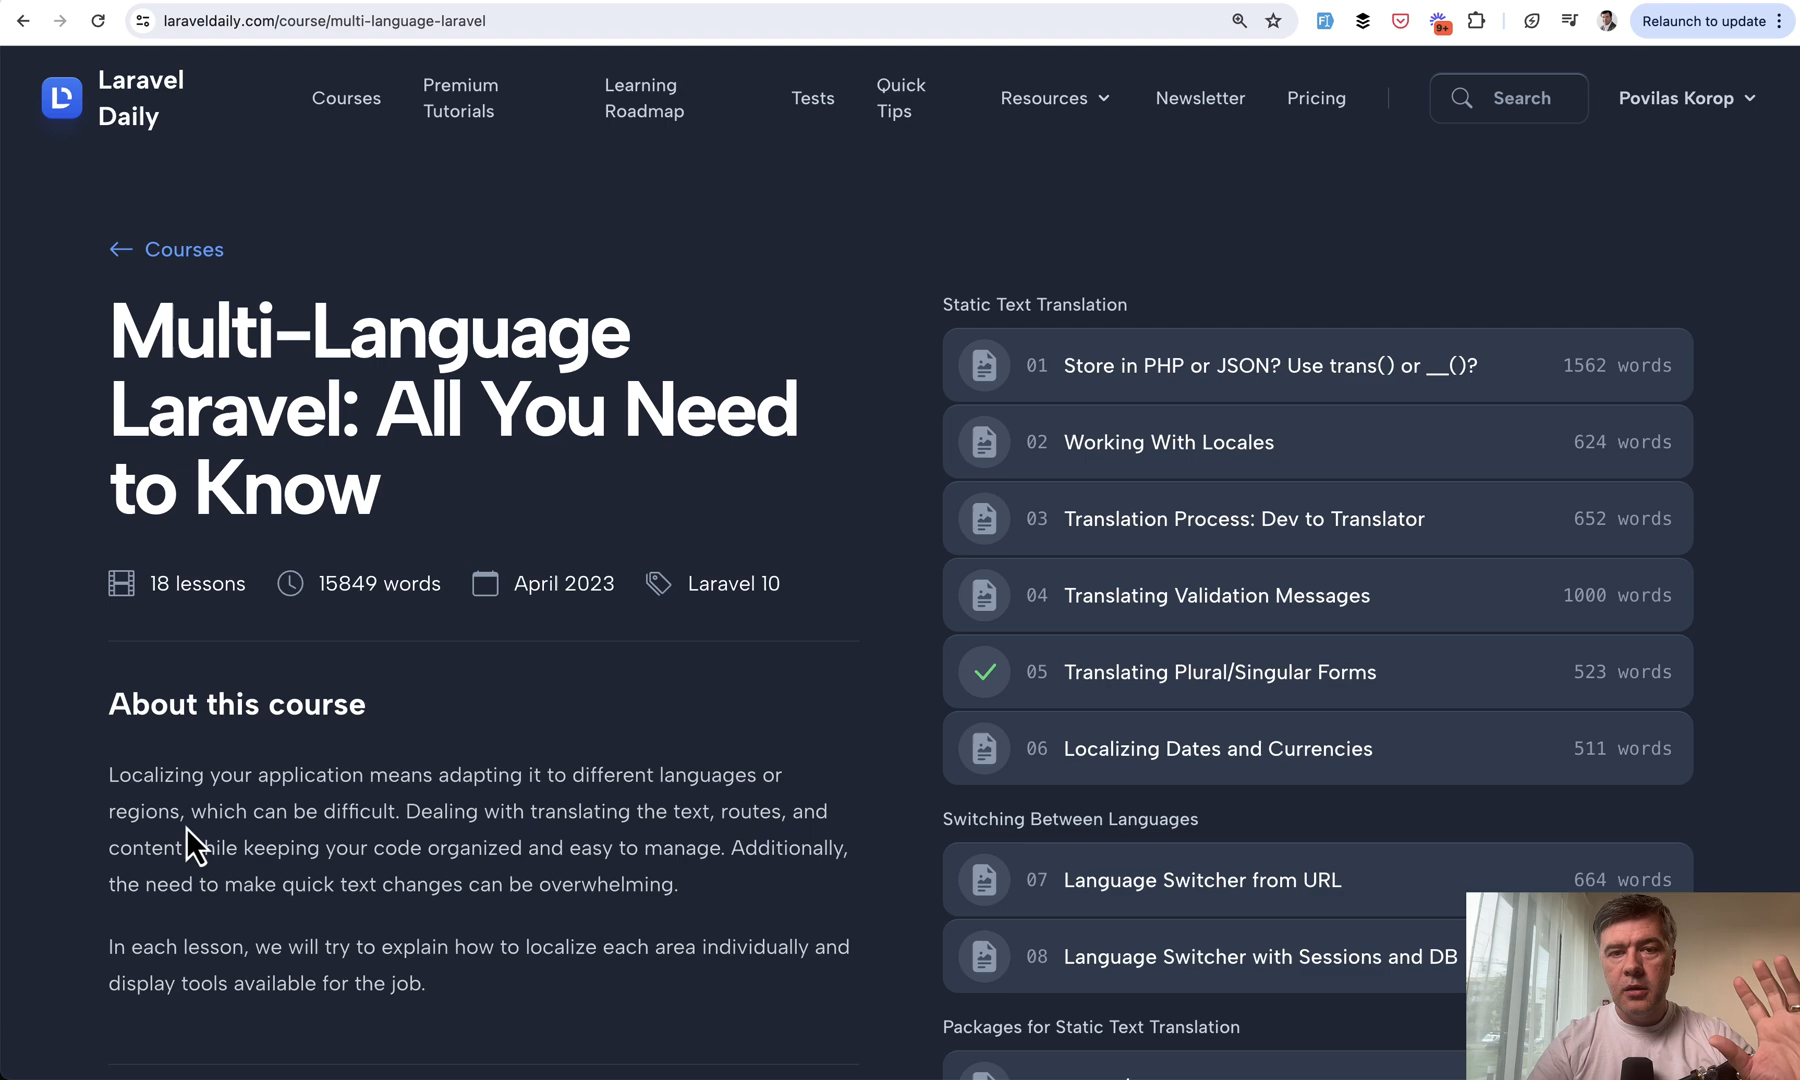 laraveldaily.com/course/multi-language-laravel
9+
Relaunch to update
Laravel
Daily
Courses
Premium
Tutorials
Learning
Roadmap
Tests
Quick
Tips
Resources
Newsletter
Pricing
Search
Povilas Korop
Courses
Multi-Language
Laravel: All You Need
to Know
18 lessons
15849 words
April 2023
Laravel 10
About this course
Localizing your application means adapting it to different languages or
regions, which can be difficult. Dealing with translating the text, routes, and
content while keeping your code organized and easy to manage. Additionally,
the need to make quick text changes can be overwhelming.
In each lesson, we will try to explain how to localize each area individually and
display tools available for the job.
Static Text Translation
01 Store in PHP or JSON? Use trans() or __()? 1562 words
02 Working With Locales 624 words
03 Translation Process: Dev to Translator 652 words
04 Translating Validation Messages 1000 words
05 Translating Plural/Singular Forms 523 words
06 Localizing Dates and Currencies 511 words
Switching Between Languages
07 Language Switcher from URL 664 words
08 Language Switcher with Sessions and DB
Packages for Static Text Translation